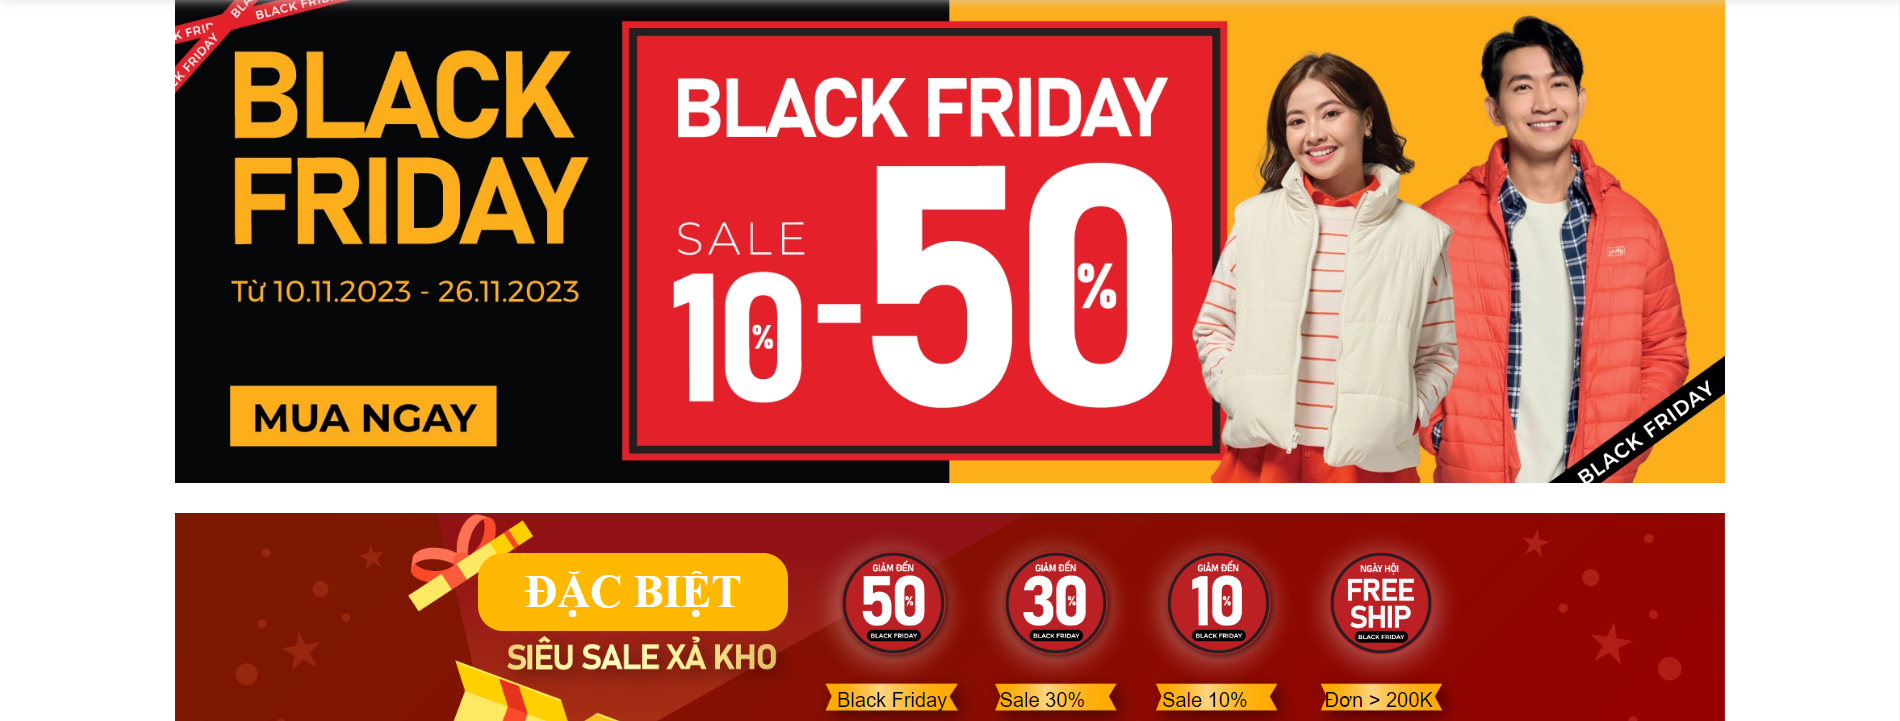 BLACK FRIDAY
BLACK FRIDAY
BLACK
FRIDAY
Từ 10.11.2023 - 26.11.2023
MUA NGAY
BLACK FRIDAY
SALE
10% - 50%
BLACK FRIDAY
ĐẶC BIỆT
SIÊU SALE XẢ KHO
GIẢM ĐẾN
50%
BLACK FRIDAY
Black Friday
GIẢM ĐẾN
30%
BLACK FRIDAY
Sale 30%
GIẢM ĐẾN
10%
BLACK FRIDAY
Sale 10%
NGÀY HỘI
FREE
SHIP
BLACK FRIDAY
Đơn > 200K